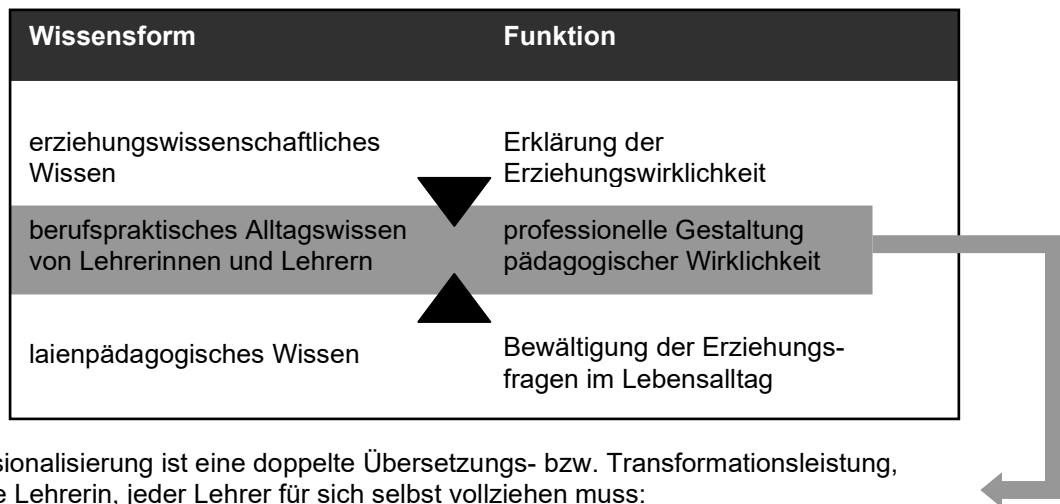 Wissensform Funktion
erziehungswissenschaftliches Erklärung der
Wissen Erziehungswirklichkeit
berufspraktisches Alltagswissen professionelle Gestaltung
von Lehrerinnen und Lehrern pädagogischer Wirklichkeit
laienpädagogisches Wissen Bewältigung der Erziehungs-
fragen im Lebensalltag
sionalisierung ist eine doppelte Übersetzungs- bzw. Transformationsleistung,
e Lehrerin, jeder Lehrer für sich selbst vollziehen muss: